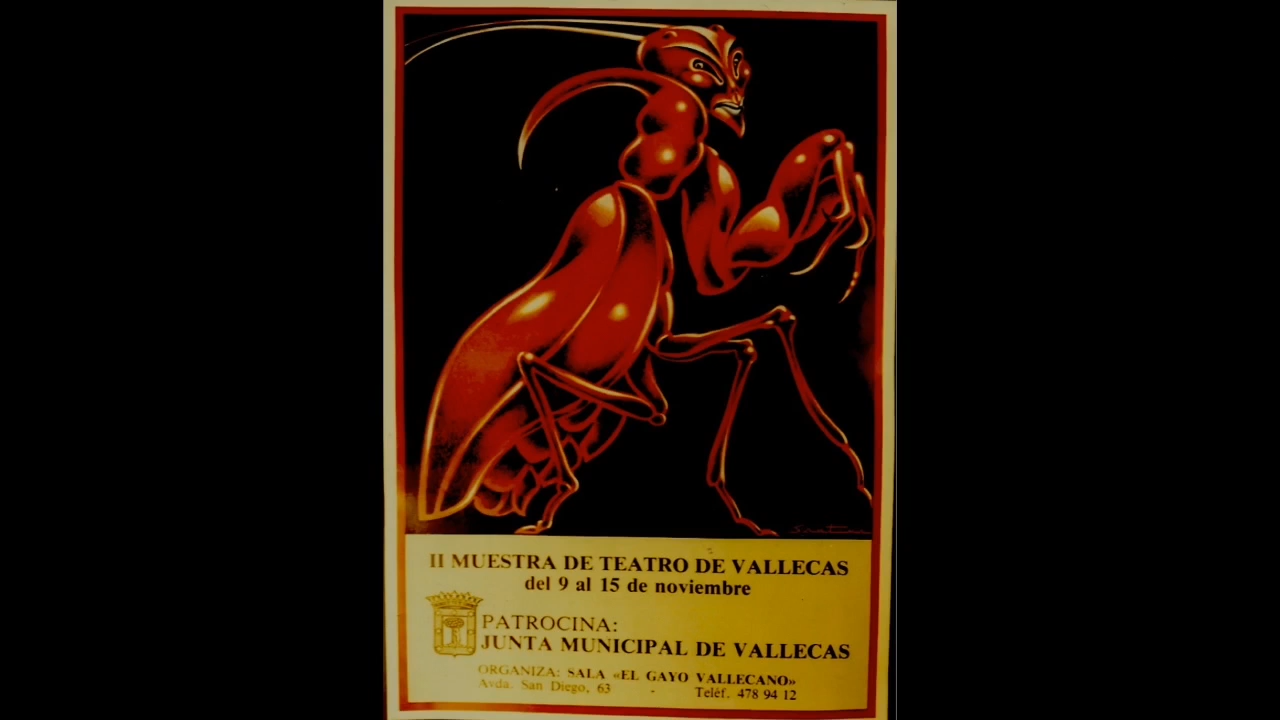 II MUESTRA DE TEATRO DE VALLECAS
del 9 al 15 de noviembre
PATROCINA:
JUNTA MUNICIPAL DE VALLECAS
ORGANIZA: SALA «EL GAYO VALLECANO»
Avda. San Diego, 63 - Teléf. 478 94 12